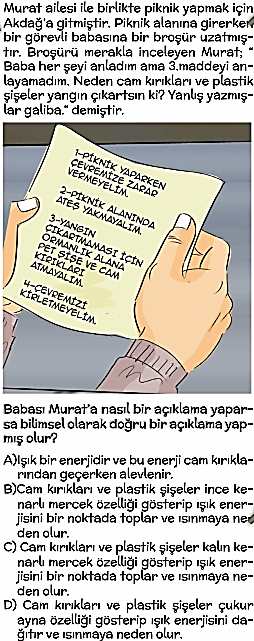 Murat ailesi ile birlikte piknik yapmak için
Akdağ'a gitmiştir. Piknik alanına girerken
bir görevli babasına bir broşür uzatmış-
tır. Broşürü merakla inceleyen Murat; "
Baba her şeyi anladım ama 3.maddeyi an-
layamadım. Neden cam kırıkları ve plastik
şişeler yangın çıkartsın ki? Yanlış yazmış-
lar galiba." demiştir.
1-PİKNİK YAPARKEN
ÇEVREMİZE ZARAR
VERMEYELİM.
2-PİKNİK ALANINDA
ATEŞ YAKMAYALIM.
3-YANGIN
ÇIKARTMAMASI İÇİN
ORMANLIK ALANA
PET ŞİŞE VE CAM
KIRIKLARI
ATMAYALIM.
4-ÇEVREMİZİ
KİRLETMEYELİM.
Babası Murat'a nasıl bir açıklama yapar-
sa bilimsel olarak doğru bir açıklama yap-
mış olur?
A)Işık bir enerjidir ve bu enerji cam kırıkla-
rından geçerken alevlenir.
B)Cam kırıkları ve plastik şişeler ince ke-
narlı mercek özelliği gösterip ışık ener-
jisini bir noktada toplar ve ısınmaya ne-
den olur.
C) Cam kırıkları ve plastik şişeler kalın ke-
narlı mercek özelliği gösterip ışık ener-
jisini bir noktada toplar ve ısınmaya ne-
den olur.
D) Cam kırıkları ve plastik şişeler çukur
ayna özelliği gösterip ışık enerjisini da-
ğıtır ve ısınmaya neden olur.